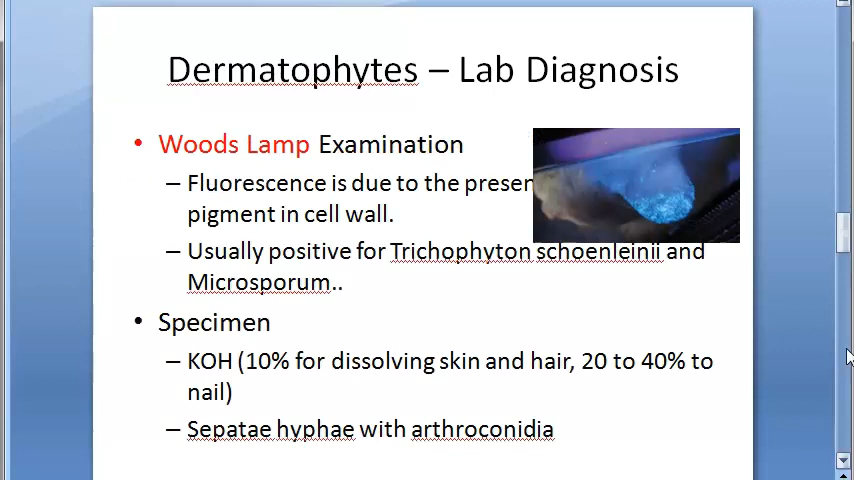 Dermatophytes – Lab Diagnosis
• Woods Lamp Examination
– Fluorescence is due to the presen
pigment in cell wall.
– Usually positive for Trichophyton schoenleinii and
Microsporum..
• Specimen
– KOH (10% for dissolving skin and hair, 20 to 40% to
nail)
– Sepatae hyphae with arthroconidia